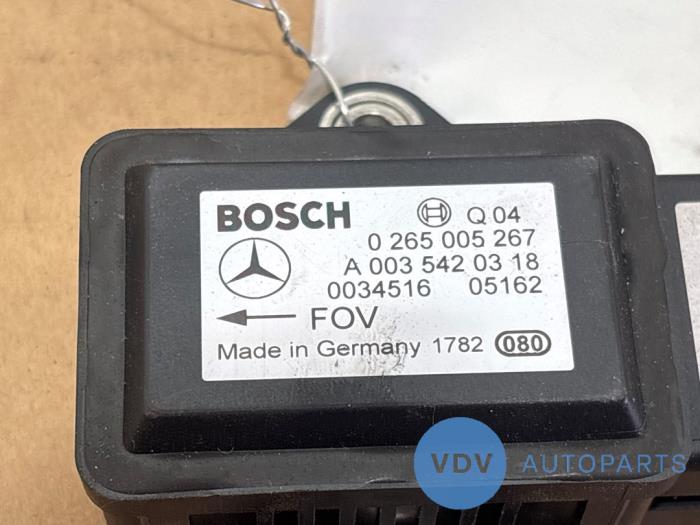 BOSCH Q 04
0 265 005 267
A 003 542 03 18
0034516 05162
FOV
Made in Germany 1782 080
VDV AUTOPARTS